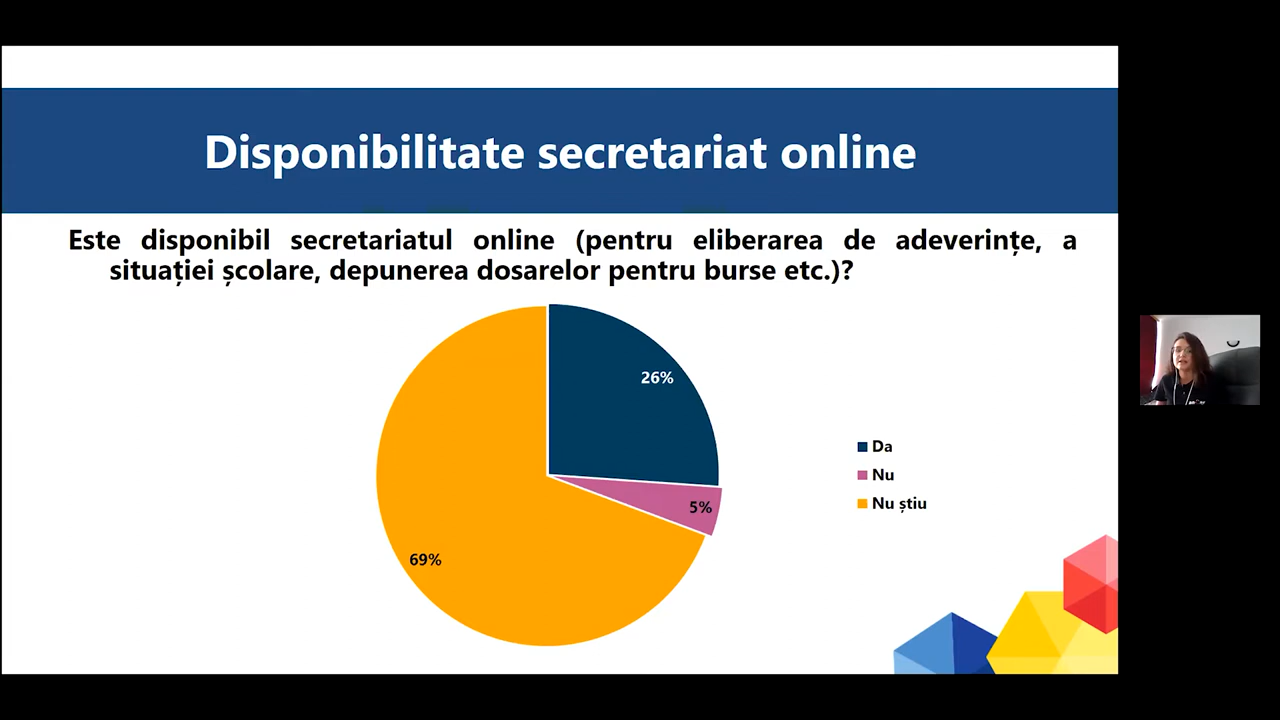 Disponibilitate secretariat online
Este disponibil secretariatul online (pentru eliberarea de adeverințe, a
situației școlare, depunerea dosarelor pentru burse etc.)?
26%
5%
69%
Da
Nu
Nu știu